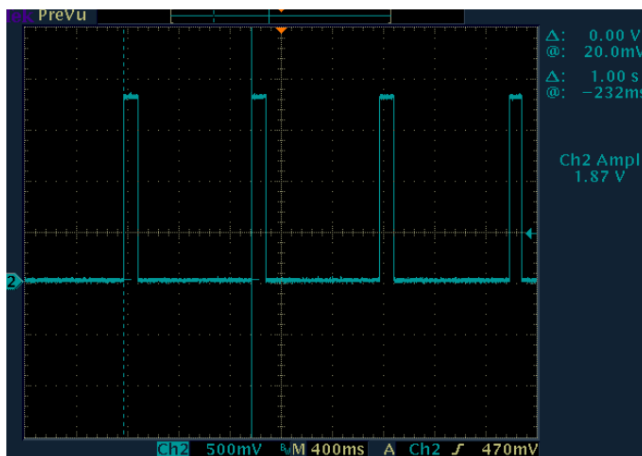 PreVu
Δ: 0.00 V
@: 20.0mV
Δ: 1.00 s
@: −232ms
Ch2 Ampl
1.87 V
2
Ch2 500mV M 400ms A Ch2 ʃ 470mV